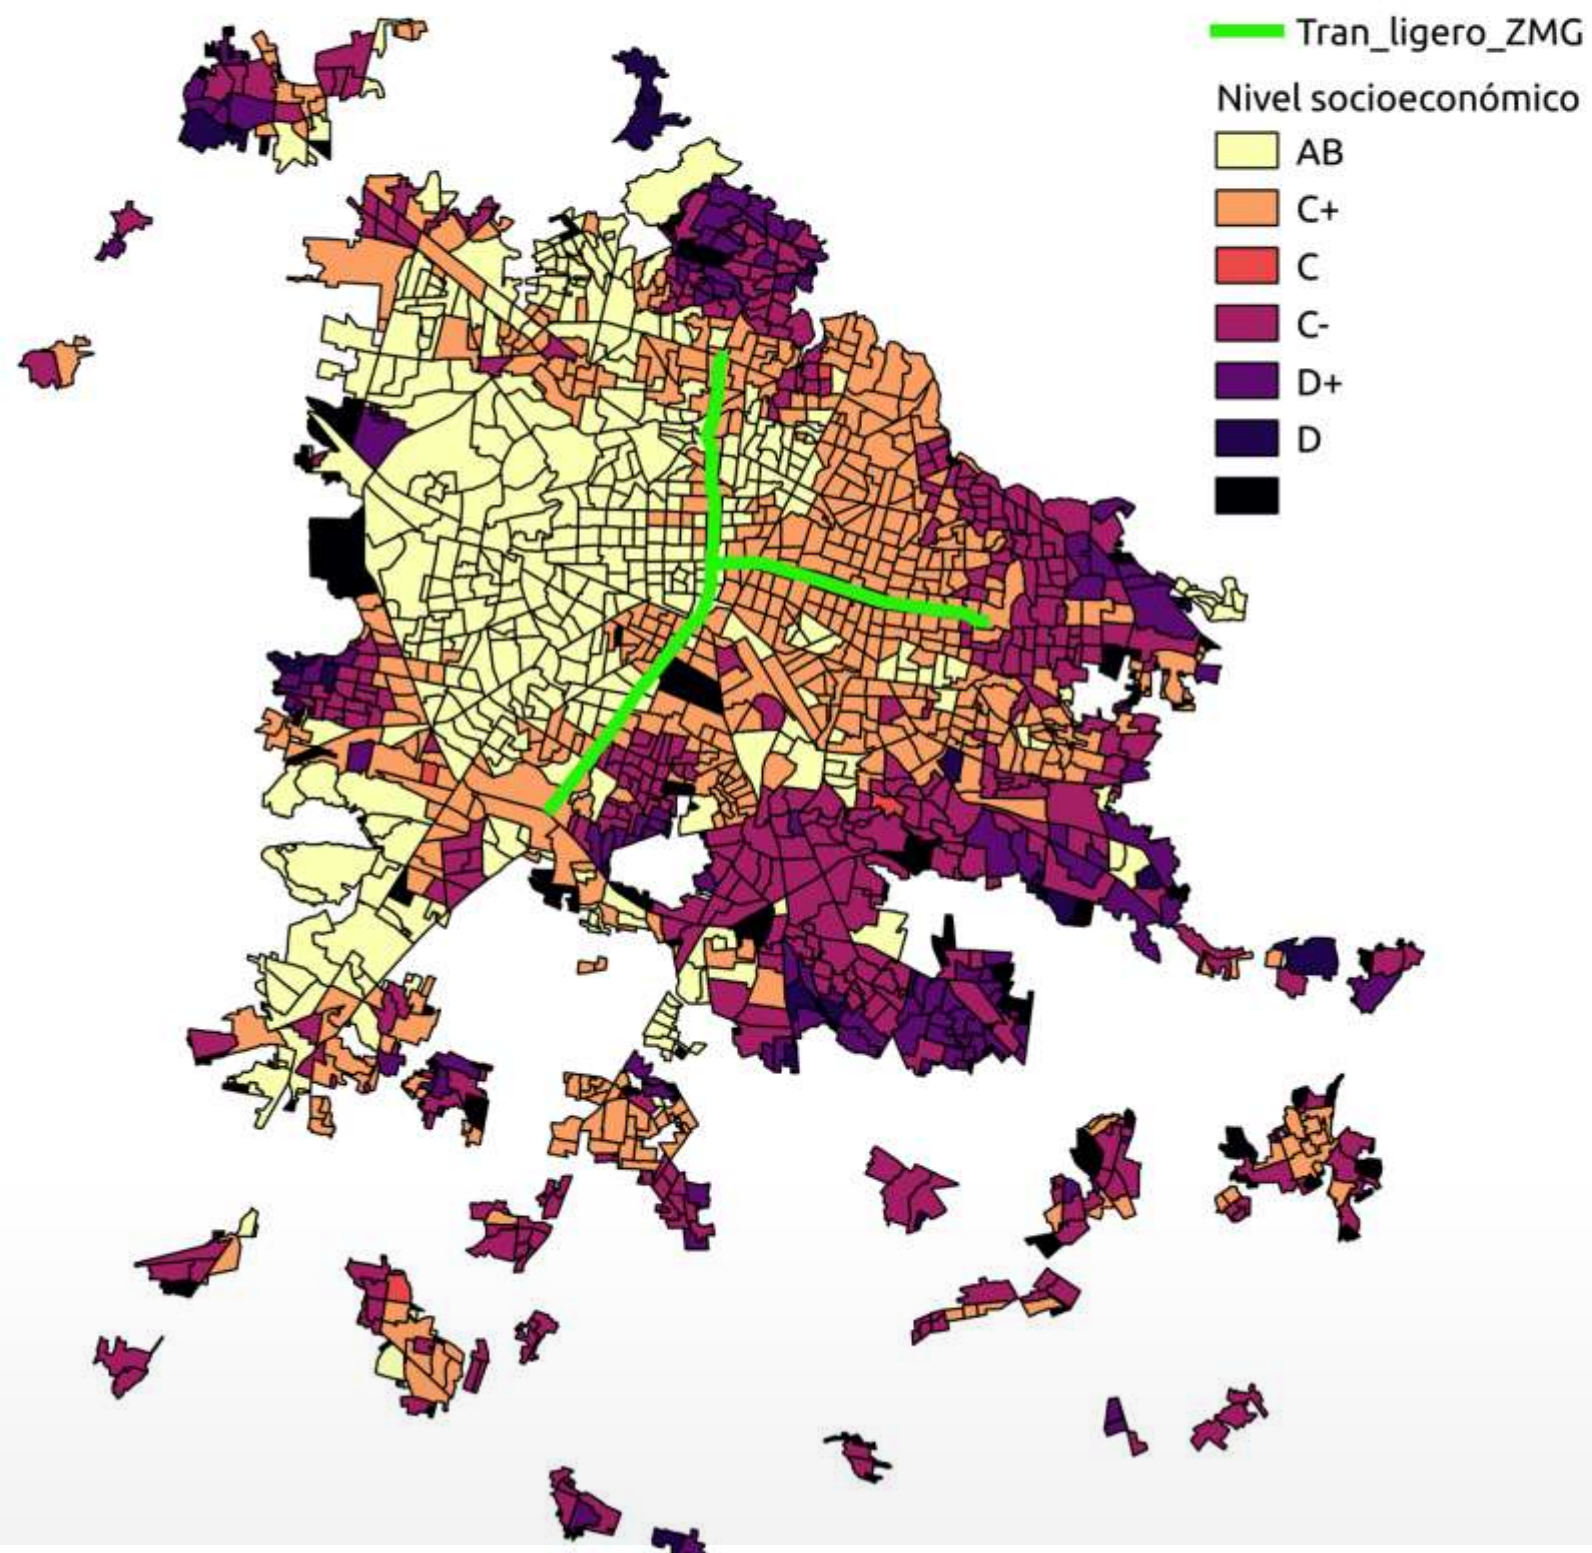 Tran_ligero_ZMG
Nivel socioeconómico
AB
C+
C
C-
D+
D